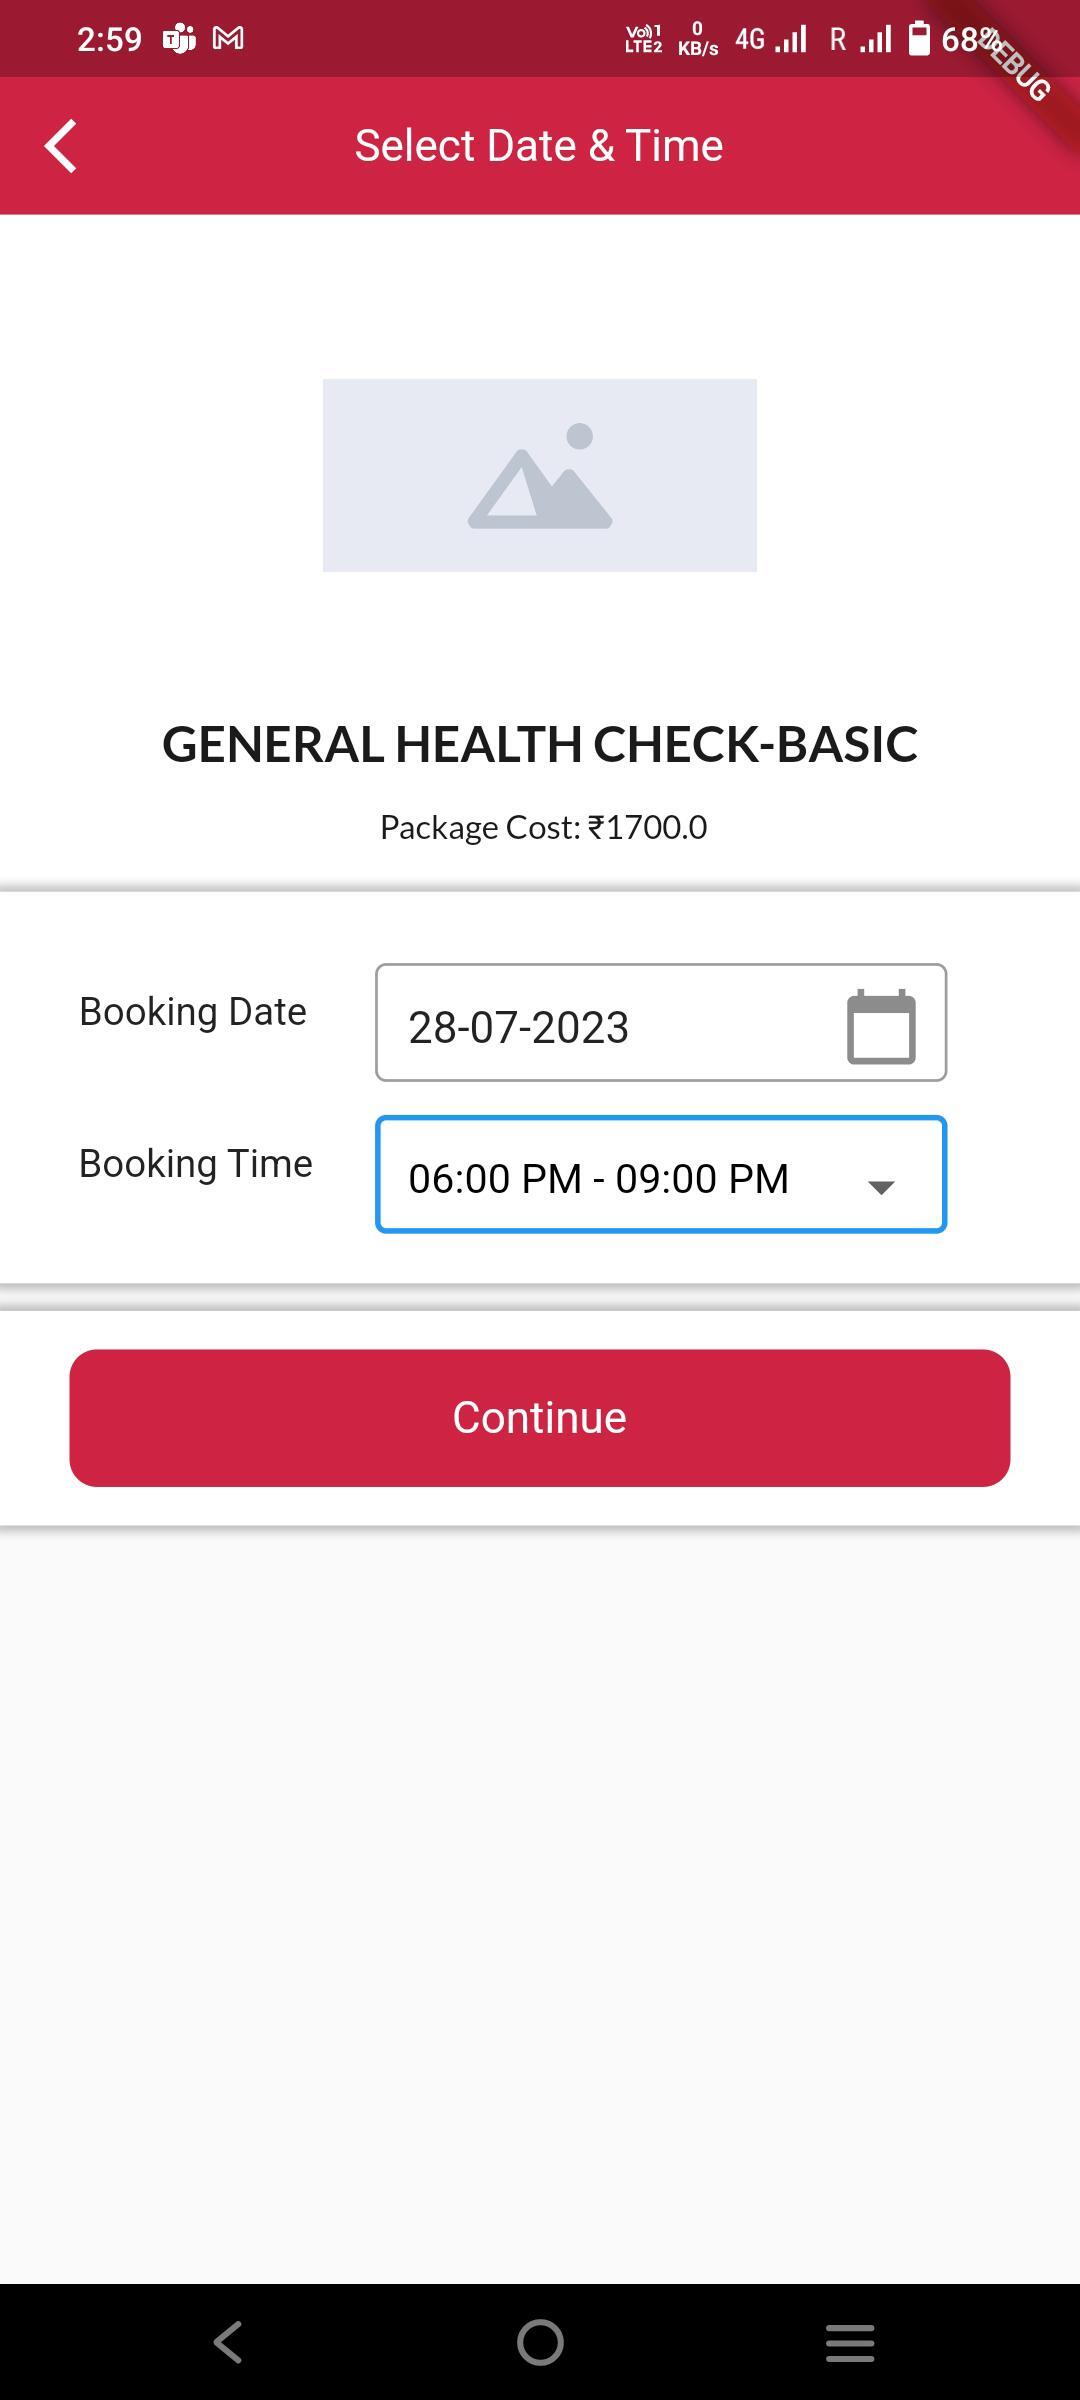 2:59 Vo)) 1 LTE2 0 KB/s 4G R 68%
DEBUG
Select Date & Time
GENERAL HEALTH CHECK-BASIC
Package Cost: ₹1700.0
Booking Date 28-07-2023
Booking Time 06:00 PM - 09:00 PM
Continue